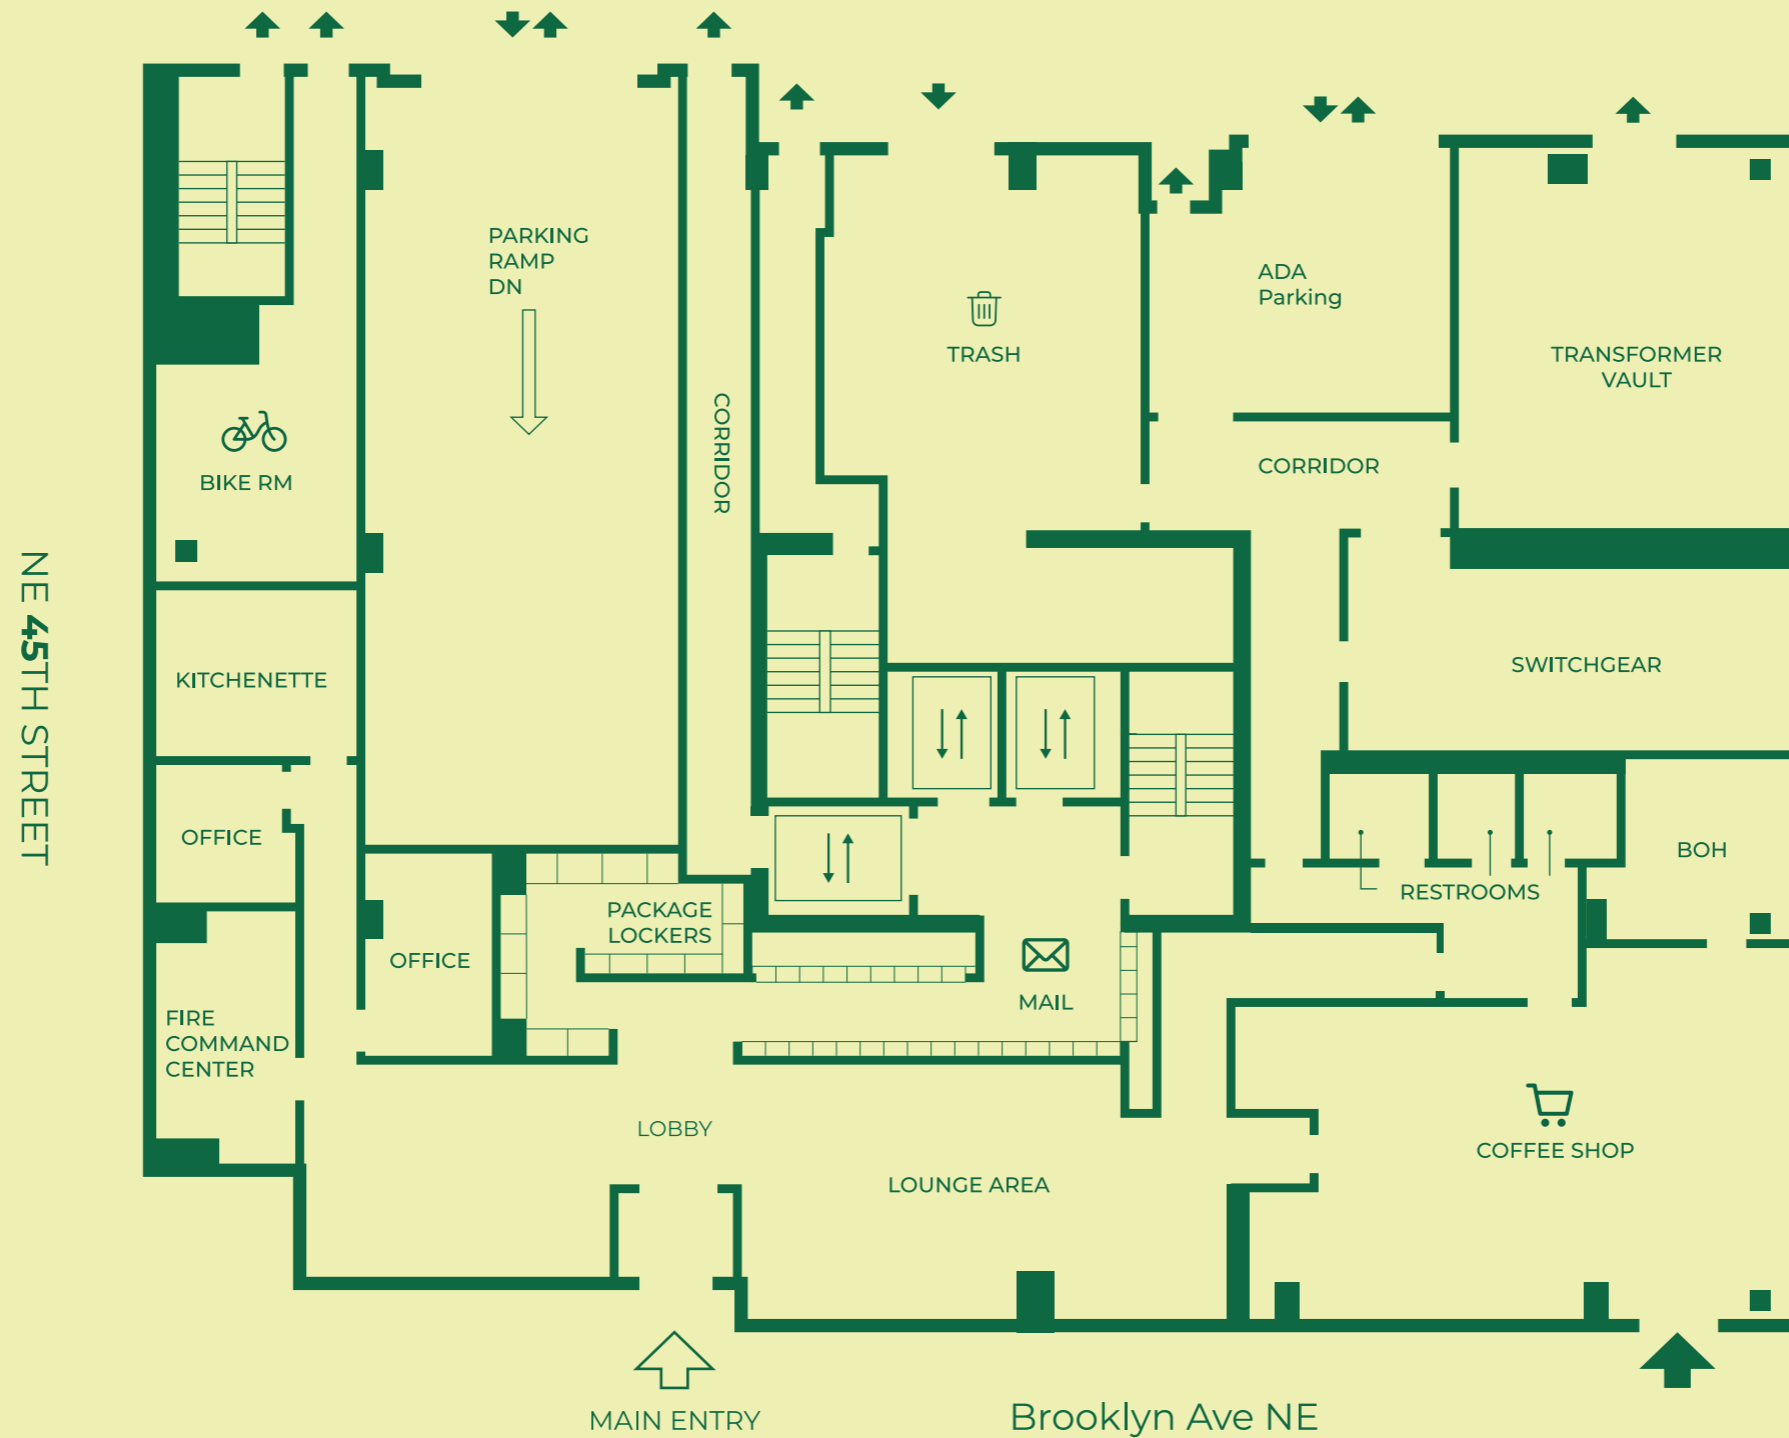 PARKING
RAMP
DN
ADA
Parking
TRASH
TRANSFORMER
VAULT
CORRIDOR
CORRIDOR
BIKE RM
NE 45TH STREET
KITCHENETTE
SWITCHGEAR
OFFICE
BOH
RESTROOMS
PACKAGE
LOCKERS
OFFICE
MAIL
FIRE
COMMAND
CENTER
LOBBY
COFFEE SHOP
LOUNGE AREA
MAIN ENTRY
Brooklyn Ave NE